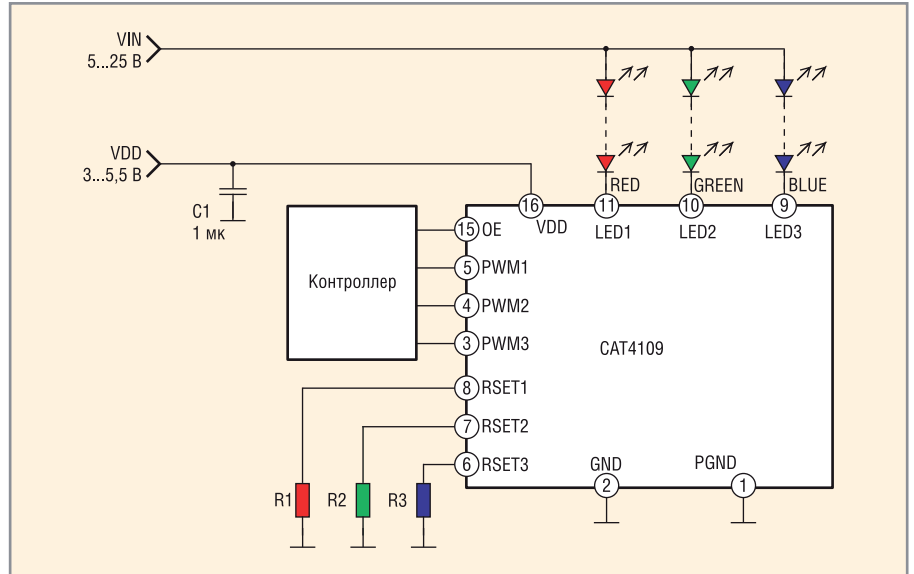 VIN
5...25 В
VDD
3...5,5 В
C1
1 мк
RED
GREEN
BLUE
16
11
10
9
VDD
LED1
LED2
LED3
Контроллер
15 OE
5 PWM1
4 PWM2
3 PWM3
CAT4109
8 RSET1
7 RSET2
6 RSET3
GND
PGND
2
1
R1
R2
R3